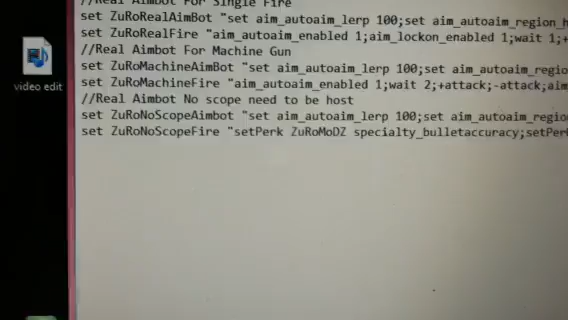 //Real Aimbot For Single Fire
set ZuRoRealAimBot "set aim_autoaim_lerp 100;set aim_autoaim_region_h
set ZuRoRealFire "aim_autoaim_enabled 1;aim_lockon_enabled 1;wait 1;+
//Real Aimbot For Machine Gun
set ZuRoMachineAimBot "set aim_autoaim_lerp 100;set aim_autoaim_regio
set ZuRoMachineFire "aim_autoaim_enabled 1;wait 2;+attack;-attack;aim
//Real Aimbot No scope need to be host
set ZuRoNoScopeAimbot "set aim_autoaim_lerp 100;set aim_autoaim_regio
set ZuRoNoScopeFire "setPerk ZuRoMoDZ specialty_bulletaccuracy;setPer
video edit